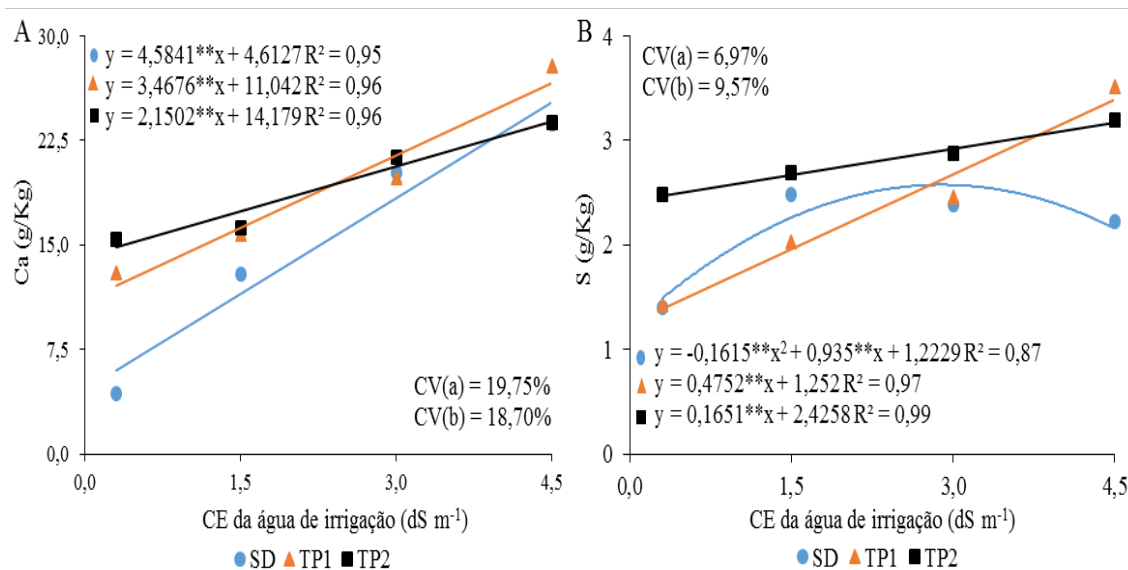 A
30,0
22,5
15,0
7,5
0,0
Ca (g/Kg)
y = 4,5841**x + 4,6127 R² = 0,95
y = 3,4676**x + 11,042 R² = 0,96
y = 2,1502**x + 14,179 R² = 0,96
CV(a) = 19,75%
CV(b) = 18,70%
0,0 1,5 3,0 4,5
CE da água de irrigação (dS m⁻¹)
SD TP1 TP2
B
4
3
2
1
0
S (g/Kg)
CV(a) = 6,97%
CV(b) = 9,57%
y = -0,1615**x² + 0,935**x + 1,2229 R² = 0,87
y = 0,4752**x + 1,252 R² = 0,97
y = 0,1651**x + 2,4258 R² = 0,99
0,0 1,5 3,0 4,5
CE da água de irrigação (dS m⁻¹)
SD TP1 TP2